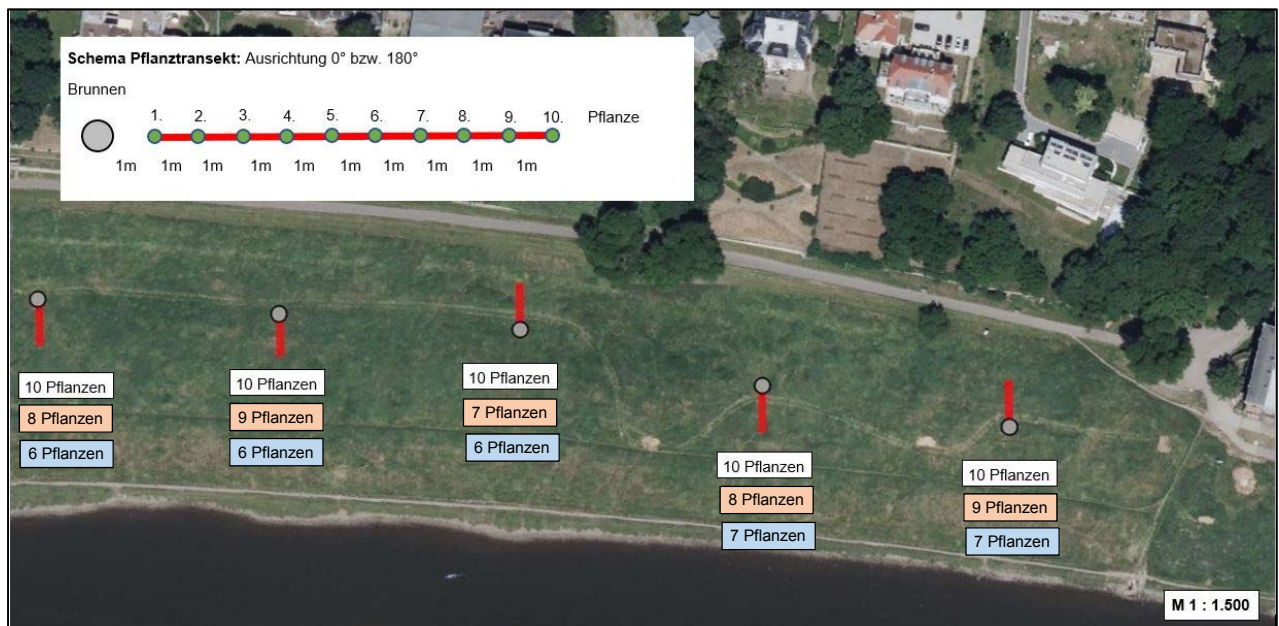 Schema Pflanztransekt: Ausrichtung 0° bzw. 180°
Brunnen
1. 2. 3. 4. 5. 6. 7. 8. 9. 10. Pflanze
1m 1m 1m 1m 1m 1m 1m 1m 1m 1m
10 Pflanzen
8 Pflanzen
6 Pflanzen
10 Pflanzen
9 Pflanzen
6 Pflanzen
10 Pflanzen
7 Pflanzen
6 Pflanzen
10 Pflanzen
8 Pflanzen
7 Pflanzen
10 Pflanzen
9 Pflanzen
7 Pflanzen
M 1 : 1.500